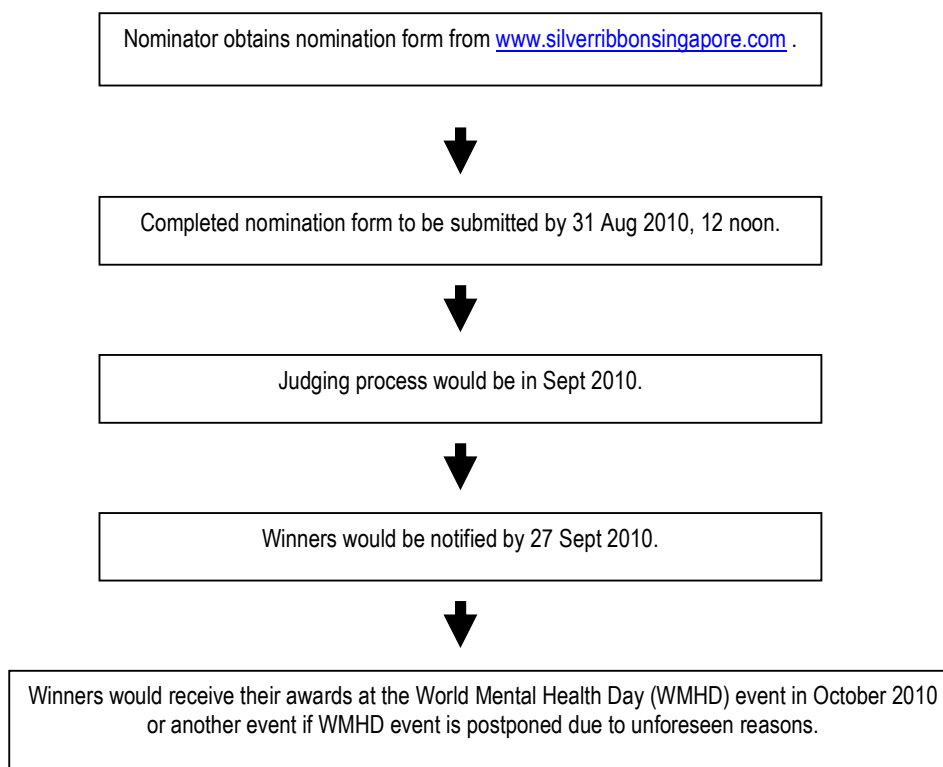 Nominator obtains nomination form from www.silverribbonsingapore.com .
Completed nomination form to be submitted by 31 Aug 2010, 12 noon.
Judging process would be in Sept 2010.
Winners would be notified by 27 Sept 2010.
Winners would receive their awards at the World Mental Health Day (WMHD) event in October 2010
or another event if WMHD event is postponed due to unforeseen reasons.